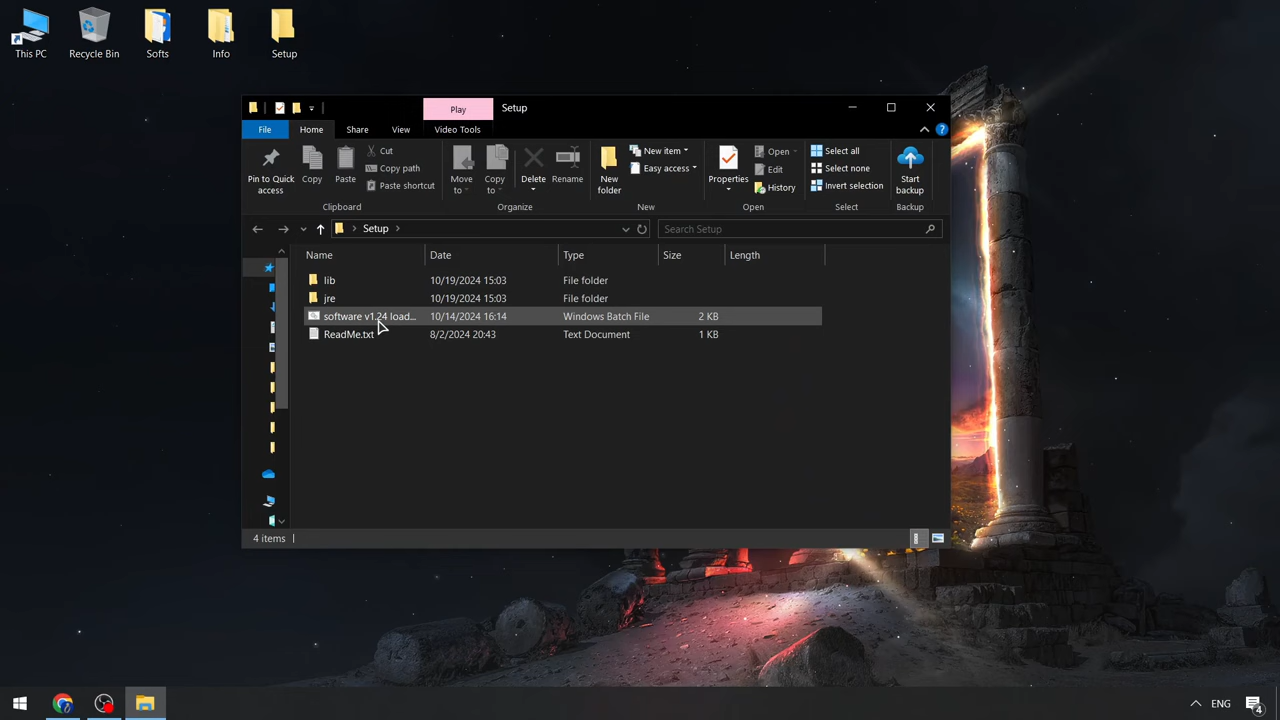 This PC
Recycle Bin
Softs
Info
Setup
Play
Setup
File
Home
Share
View
Video Tools
?
Pin to Quick access
Copy
Paste
Cut
Copy path
Paste shortcut
Clipboard
Move to
Copy to
Delete
Rename
Organize
New folder
New item
Easy access
New
Properties
Open
Edit
History
Open
Select all
Select none
Invert selection
Select
Start backup
Backup
Setup
Search Setup
Name
Date
Type
Size
Length
lib
10/19/2024 15:03
File folder
jre
10/19/2024 15:03
File folder
software v1.24 load...
10/14/2024 16:14
Windows Batch File
2 KB
ReadMe.txt
8/2/2024 20:43
Text Document
1 KB
4 items
ENG
4